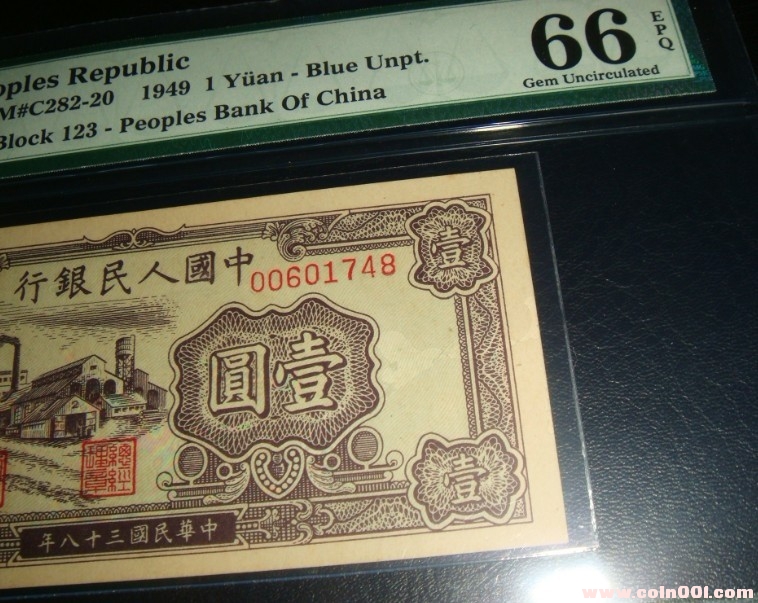 oples Republic
M#C282-20 1949 1 Yüan - Blue Unpt.
Block 123 - Peoples Bank Of China
66 EPQ
Gem Uncirculated
行銀民人國中
00601748
壹
圓壹
壹
年八十三國民華中
www.coin001.com